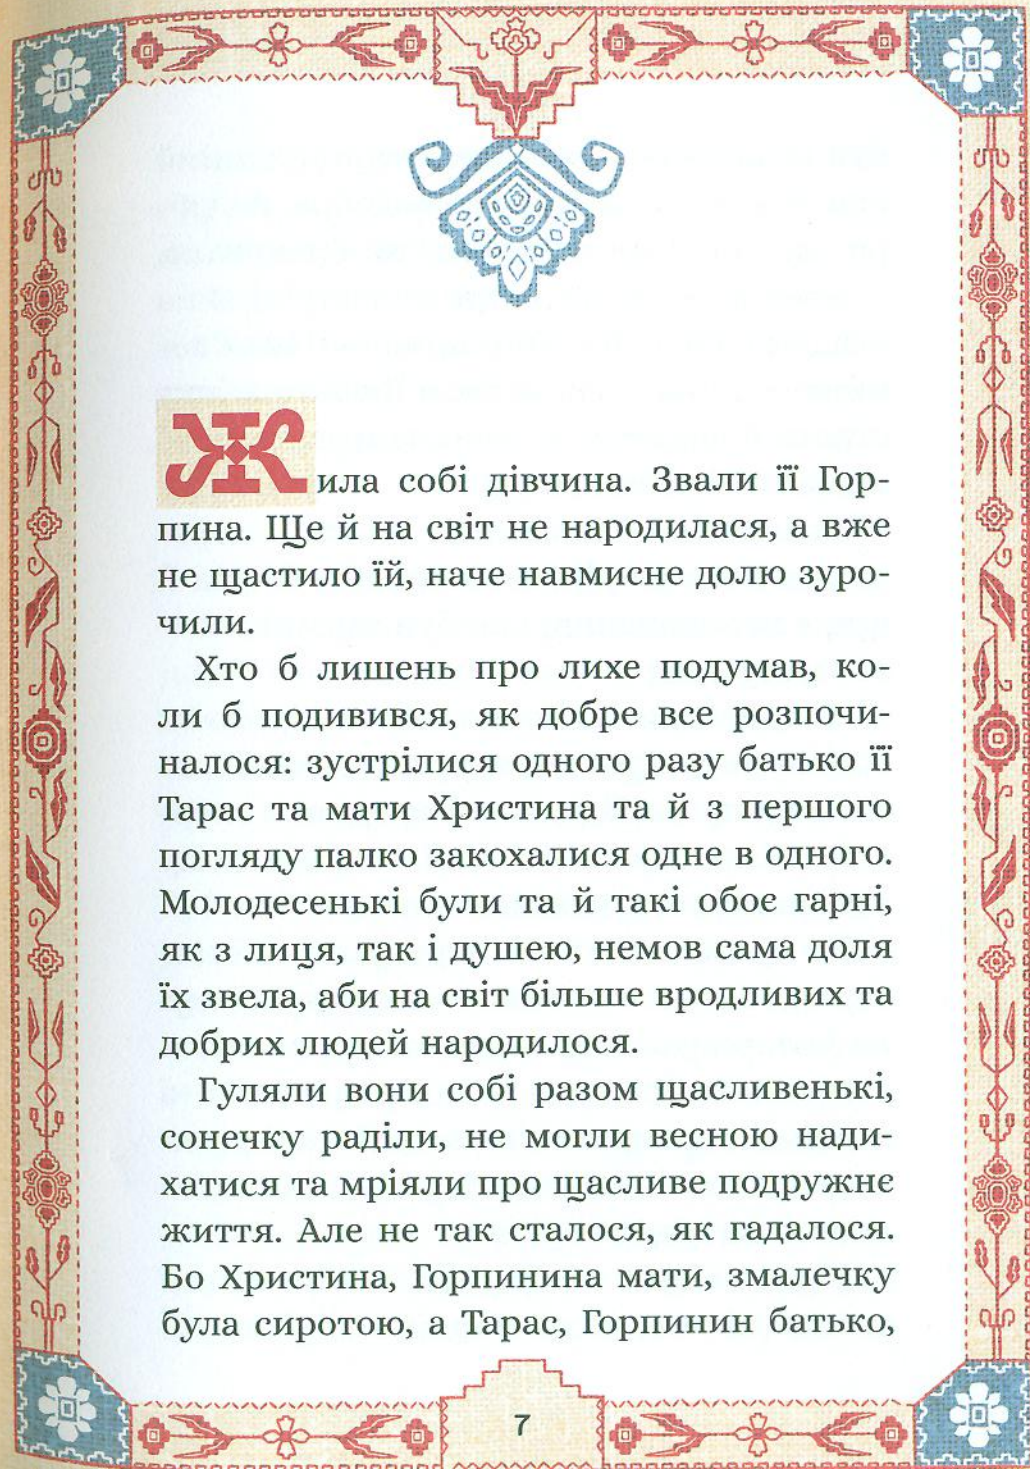 Жила собі дівчина. Звали її Гор-
пина. Ще й на світ не народилася, а вже
не щастило їй, наче навмисне долю зуро-
чили.
Хто б лишень про лихе подумав, ко-
ли б подивився, як добре все розпочи-
налося: зустрілися одного разу батько її
Тарас та мати Христина та й з першого
погляду палко закохалися одне в одного.
Молодесенькі були та й такі обоє гарні,
як з лиця, так і душею, немов сама доля
їх звела, аби на світ більше вродливих та
добрих людей народилося.
Гуляли вони собі разом щасливенькі,
сонечку раділи, не могли весною нади-
хатися та мріяли про щасливе подружнє
життя. Але не так сталося, як гадалося.
Бо Христина, Горпинина мати, змалечку
була сиротою, а Тарас, Горпинин батько,
7